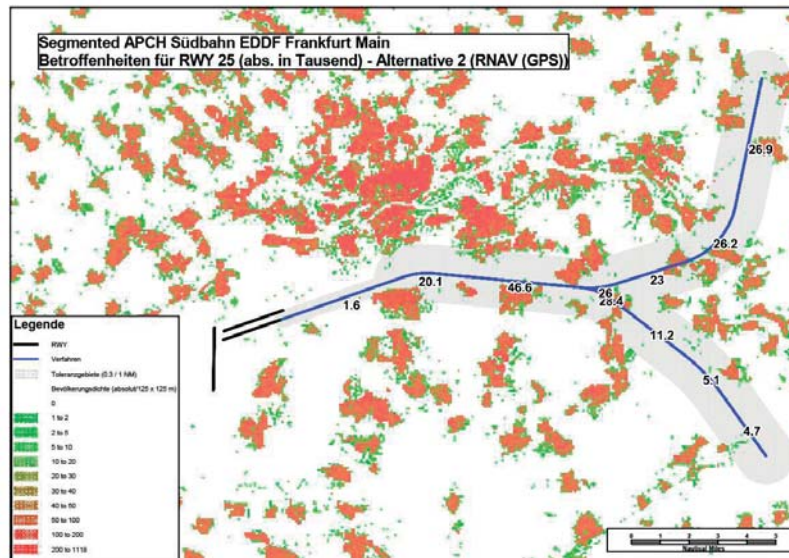 Segmented APCH Südbahn EDDF Frankfurt Main
Betroffenheiten für RWY 25 (abs. in Tausend) - Alternative 2 (RNAV (GPS))
26.9
26.2
23
26
28.4
46.6
20.1
1.6
11.2
5.1
4.7
Legende
RWY
Verfahren
Toleranzgebiete (0.3 / 1 NM)
Bevölkerungsdichte (absolut/125 x 125 m)
0
1 to 2
2 to 5
5 to 10
10 to 20
20 to 30
30 to 40
40 to 50
50 to 100
100 to 200
200 to 1118
0 1 2 3 4 5
Nautical Miles